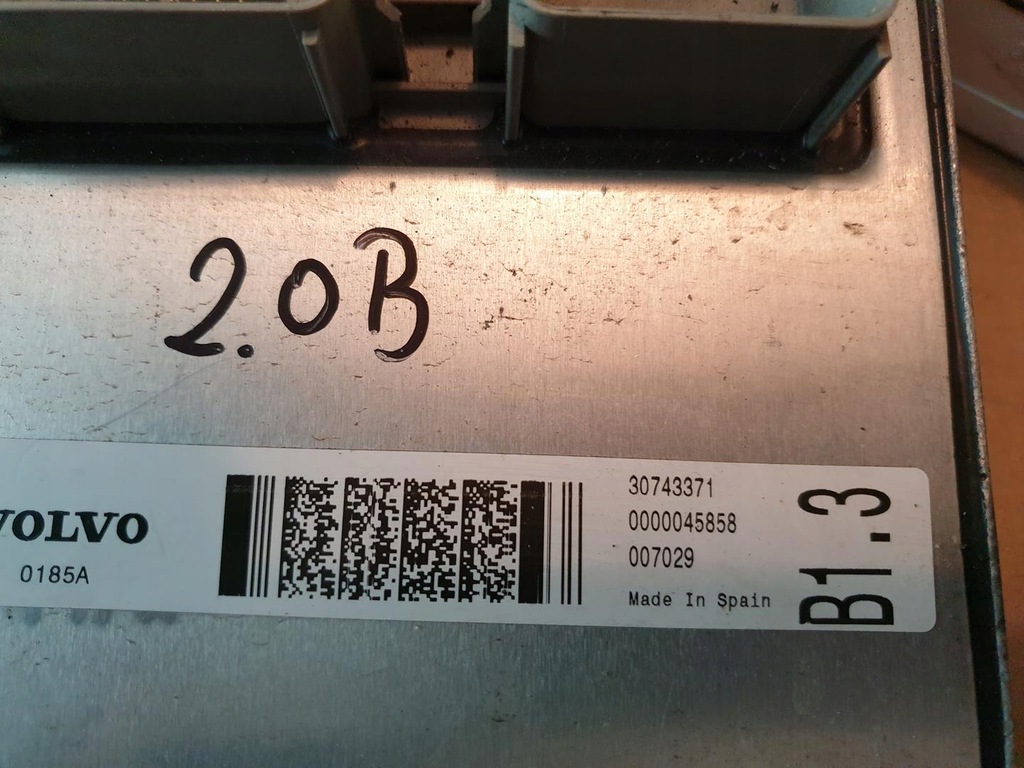 2.0B
VOLVO
0185A
30743371
0000045858
007029
Made In Spain
B1.3